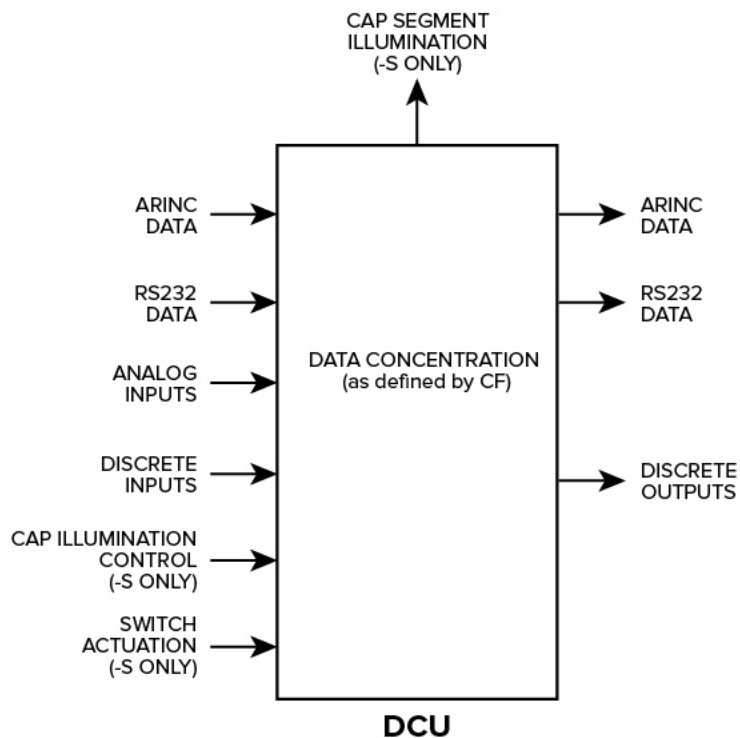 CAP SEGMENT
ILLUMINATION
(-S ONLY)
ARINC
DATA
RS232
DATA
ANALOG
INPUTS
DISCRETE
INPUTS
CAP ILLUMINATION
CONTROL
(-S ONLY)
SWITCH
ACTUATION
(-S ONLY)
DATA CONCENTRATION
(as defined by CF)
ARINC
DATA
RS232
DATA
DISCRETE
OUTPUTS
DCU